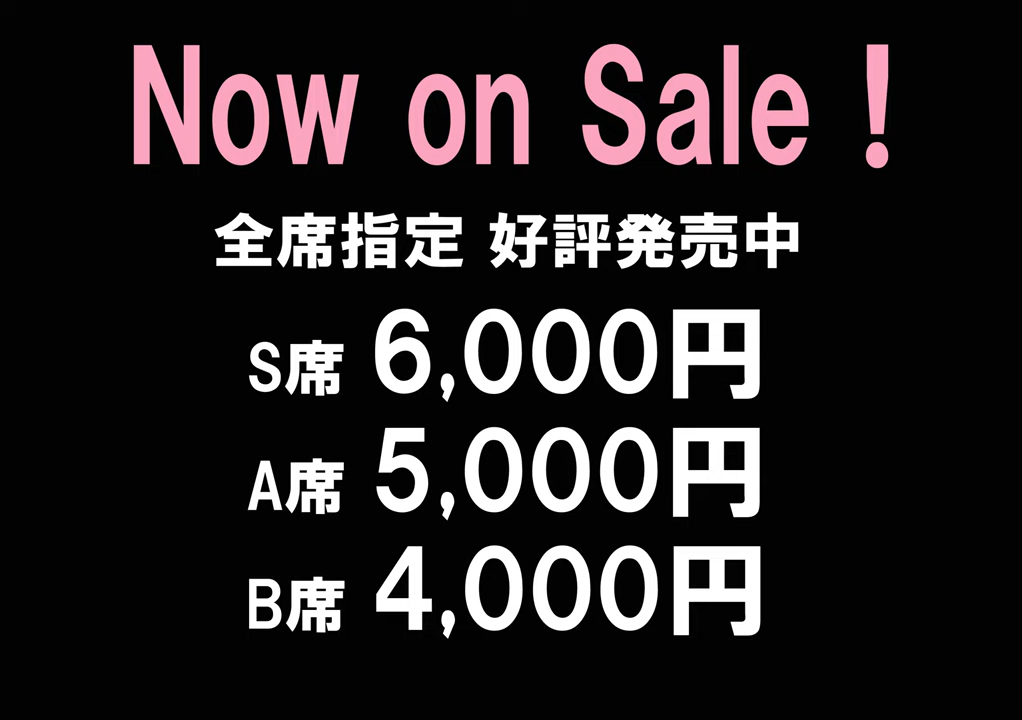 Now on Sale !
全席指定 好評発売中
S席 6,000円
A席 5,000円
B席 4,000円